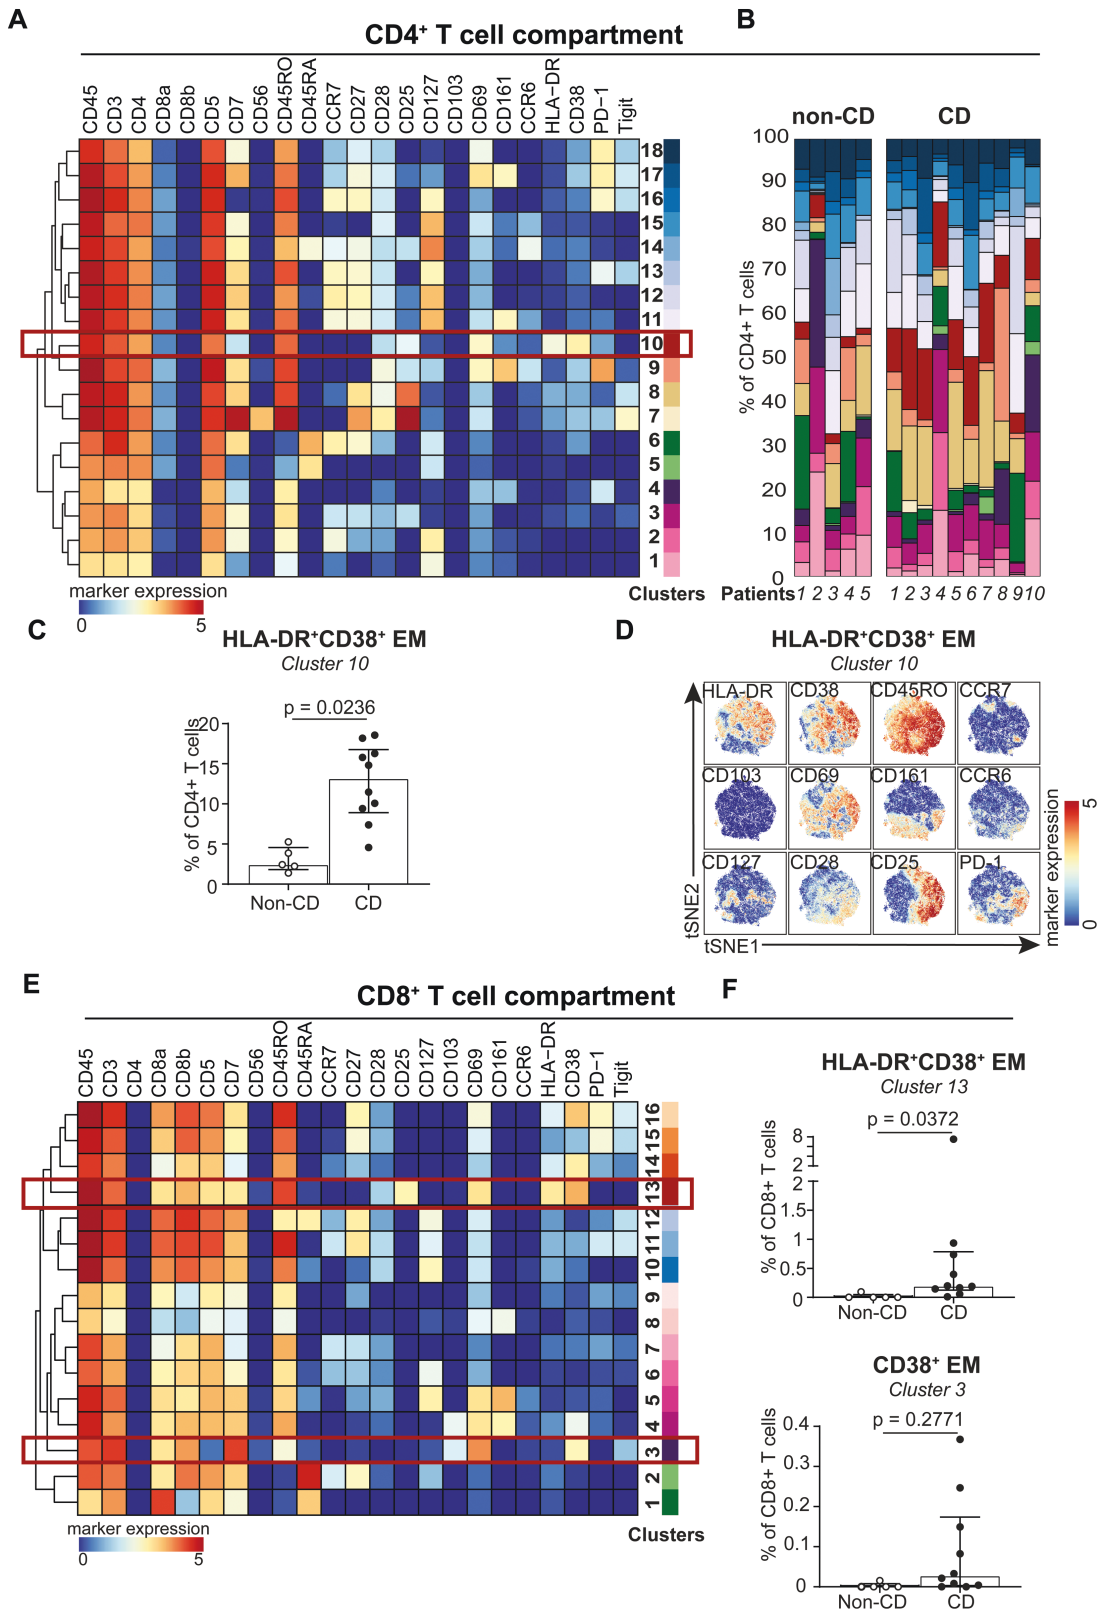 A
CD4+ T cell compartment
CD45 CD3 CD4 CD8a CD8b CD5 CD7 CD56 CD45RO CD45RA CCR7 CD27 CD28 CD25 CD127 CD103 CD69 CD161 CCR6 HLA-DR CD38 PD-1 Tigit
18
17
16
15
14
13
12
11
10
9
8
7
6
5
4
3
2
1
Clusters
marker expression
0 5
B
non-CD CD
% of CD4+ T cells
100
90
80
70
60
50
40
30
20
10
0
Patients 1 2 3 4 5 1 2 3 4 5 6 7 8 9 10
C
HLA-DR+CD38+ EM
Cluster 10
p = 0.0236
% of CD4+ T cells
20
15
10
5
0
Non-CD CD
D
HLA-DR+CD38+ EM
Cluster 10
HLA-DR CD38 CD45RO CCR7
CD103 CD69 CD161 CCR6
CD127 CD28 CD25 PD-1
tSNE2
tSNE1
marker expression
5
0
E
CD8+ T cell compartment
CD45 CD3 CD4 CD8a CD8b CD5 CD7 CD56 CD45RO CD45RA CCR7 CD27 CD28 CD25 CD127 CD103 CD69 CD161 CCR6 HLA-DR CD38 PD-1 Tigit
16
15
14
13
12
11
10
9
8
7
6
5
4
3
2
1
Clusters
marker expression
0 5
F
HLA-DR+CD38+ EM
Cluster 13
p = 0.0372
% of CD8+ T cells
8
2
2
1.5
1
0.5
0
Non-CD CD
CD38+ EM
Cluster 3
p = 0.2771
% of CD8+ T cells
0.4
0.3
0.2
0.1
0
Non-CD CD